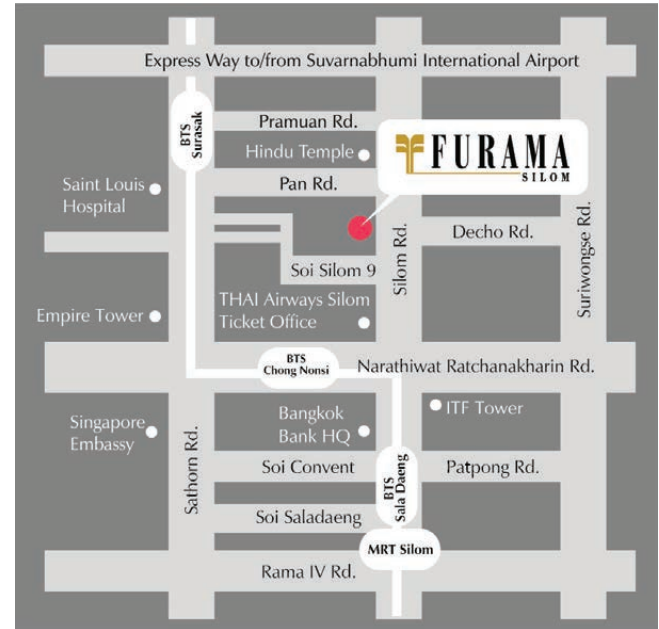 Express Way to/from Suvarnabhumi International Airport
BTS
Surasak
Pramuan Rd.
Hindu Temple
FURAMA
SILOM
Pan Rd.
Saint Louis
Hospital
Silom Rd.
Decho Rd.
Suriwongse Rd.
Soi Silom 9
THAI Airways Silom
Ticket Office
Empire Tower
BTS
Chong Nonsi
Narathiwat Ratchanakharin Rd.
ITF Tower
Singapore
Embassy
Bangkok
Bank HQ
Sathorn Rd.
Soi Convent
BTS
Sala Daeng
Patpong Rd.
Soi Saladaeng
MRT Silom
Rama IV Rd.